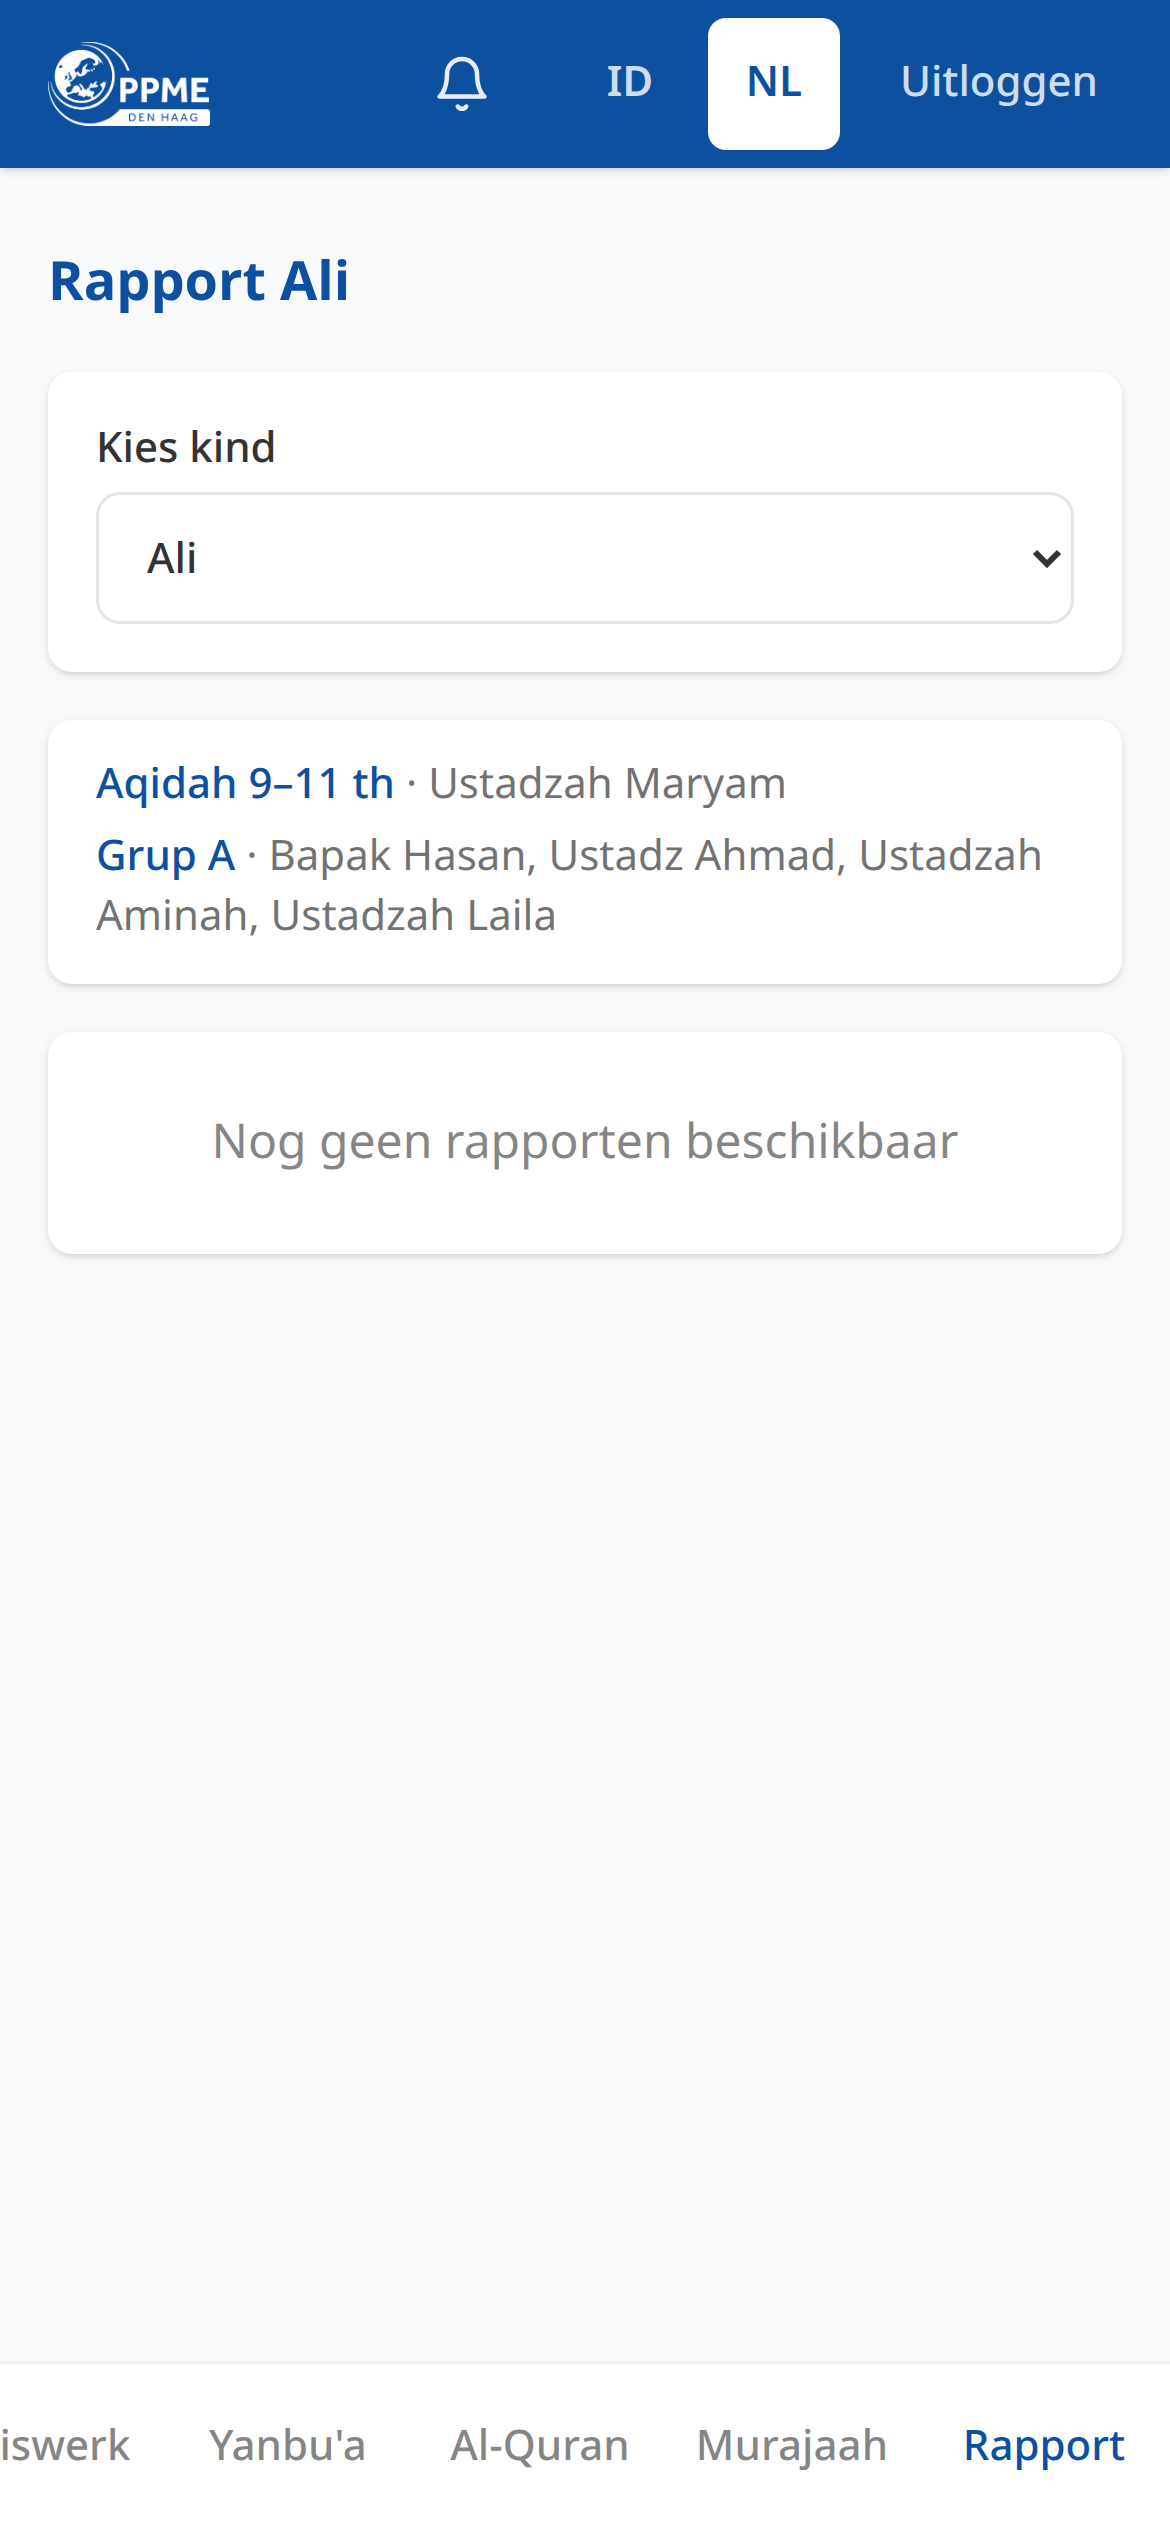 PPME
DEN HAAG
ID
NL
Uitloggen
Rapport Ali
Kies kind
Ali
Aqidah 9–11 th · Ustadzah Maryam
Grup A · Bapak Hasan, Ustadz Ahmad, Ustadzah
Aminah, Ustadzah Laila
Nog geen rapporten beschikbaar
iswerk
Yanbu'a
Al-Quran
Murajaah
Rapport